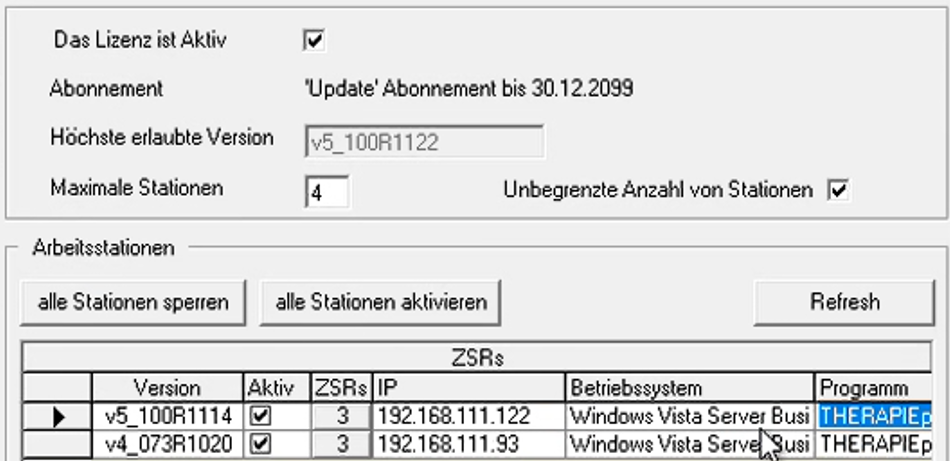 Das Lizenz ist Aktiv
Abonnement 'Update' Abonnement bis 30.12.2099
Höchste erlaubte Version v5_100R1122
Maximale Stationen 4 Unbegrenzte Anzahl von Stationen
Arbeitsstationen
alle Stationen sperren alle Stationen aktivieren Refresh
ZSRs
Version Aktiv ZSRs IP Betriebssystem Programm
v5_100R1114 3 192.168.111.122 Windows Vista Server Busi THERAPIEp
v4_073R1020 3 192.168.111.93 Windows Vista Server Busi THERAPIEp